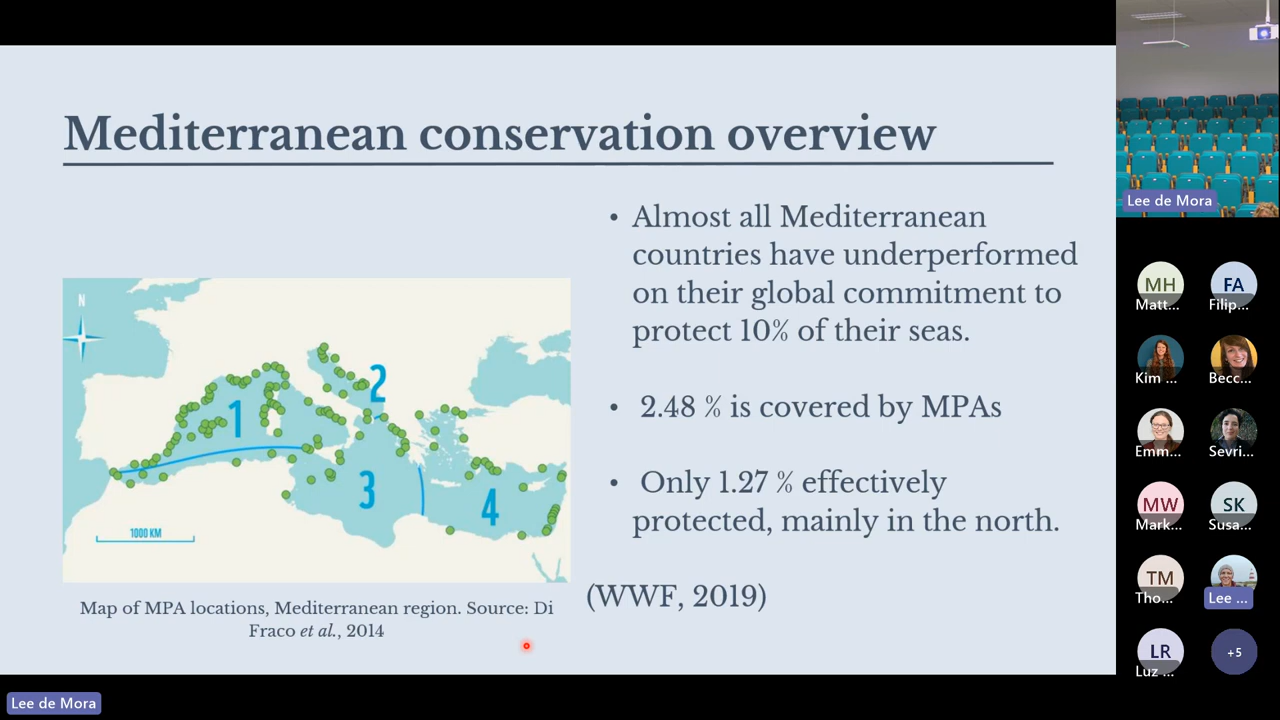 Mediterranean conservation overview
• Almost all Mediterranean
countries have underperformed
on their global commitment to
protect 10% of their seas.
• 2.48 % is covered by MPAs
• Only 1.27 % effectively
protected, mainly in the north.
(WWF, 2019)
N
1
2
3
4
1000 KM
Map of MPA locations, Mediterranean region. Source: Di
Fraco et al., 2014
Lee de Mora
Lee de Mora
MH
Matt...
FA
Filip...
Kim ...
Becc...
Emm...
Sevri...
MW
Mark...
SK
Susa...
TM
Tho...
Lee ...
LR
Luz ...
+5